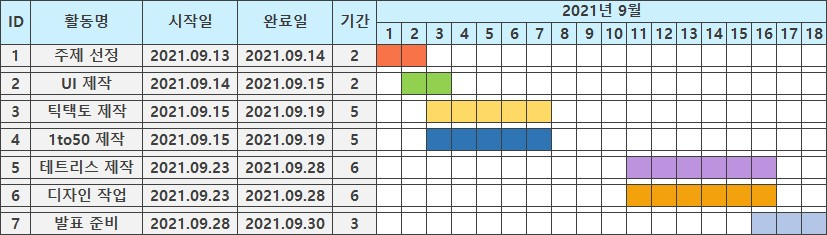 ID 활동명 시작일 완료일 기간 2021년 9월
1 2 3 4 5 6 7 8 9 10 11 12 13 14 15 16 17 18
1 주제 선정 2021.09.13 2021.09.14 2
2 UI 제작 2021.09.14 2021.09.15 2
3 틱택토 제작 2021.09.15 2021.09.19 5
4 1to50 제작 2021.09.15 2021.09.19 5
5 테트리스 제작 2021.09.23 2021.09.28 6
6 디자인 작업 2021.09.23 2021.09.28 6
7 발표 준비 2021.09.28 2021.09.30 3